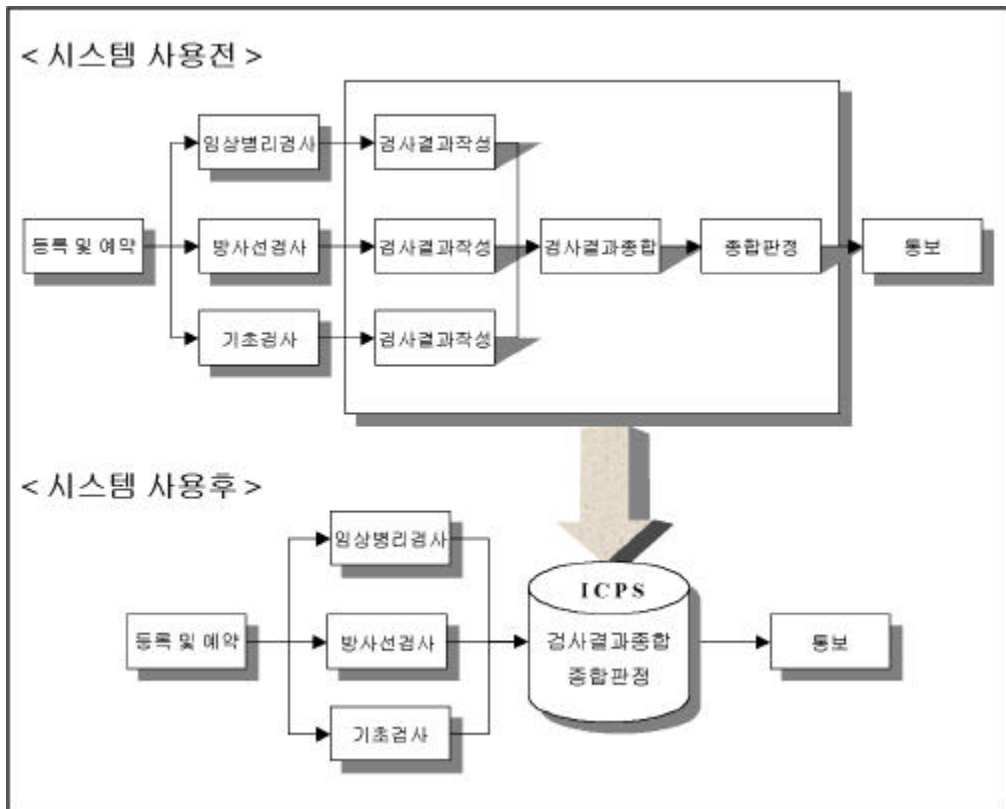 < 시스템 사용전 >
임상병리검사
검사결과작성
등록 및 예약
방사선검사
검사결과작성
검사결과종합
종합판정
통보
기초검사
검사결과작성
< 시스템 사용후 >
임상병리검사
ICPS
등록 및 예약
방사선검사
검사결과종합
통보
종합판정
기초검사